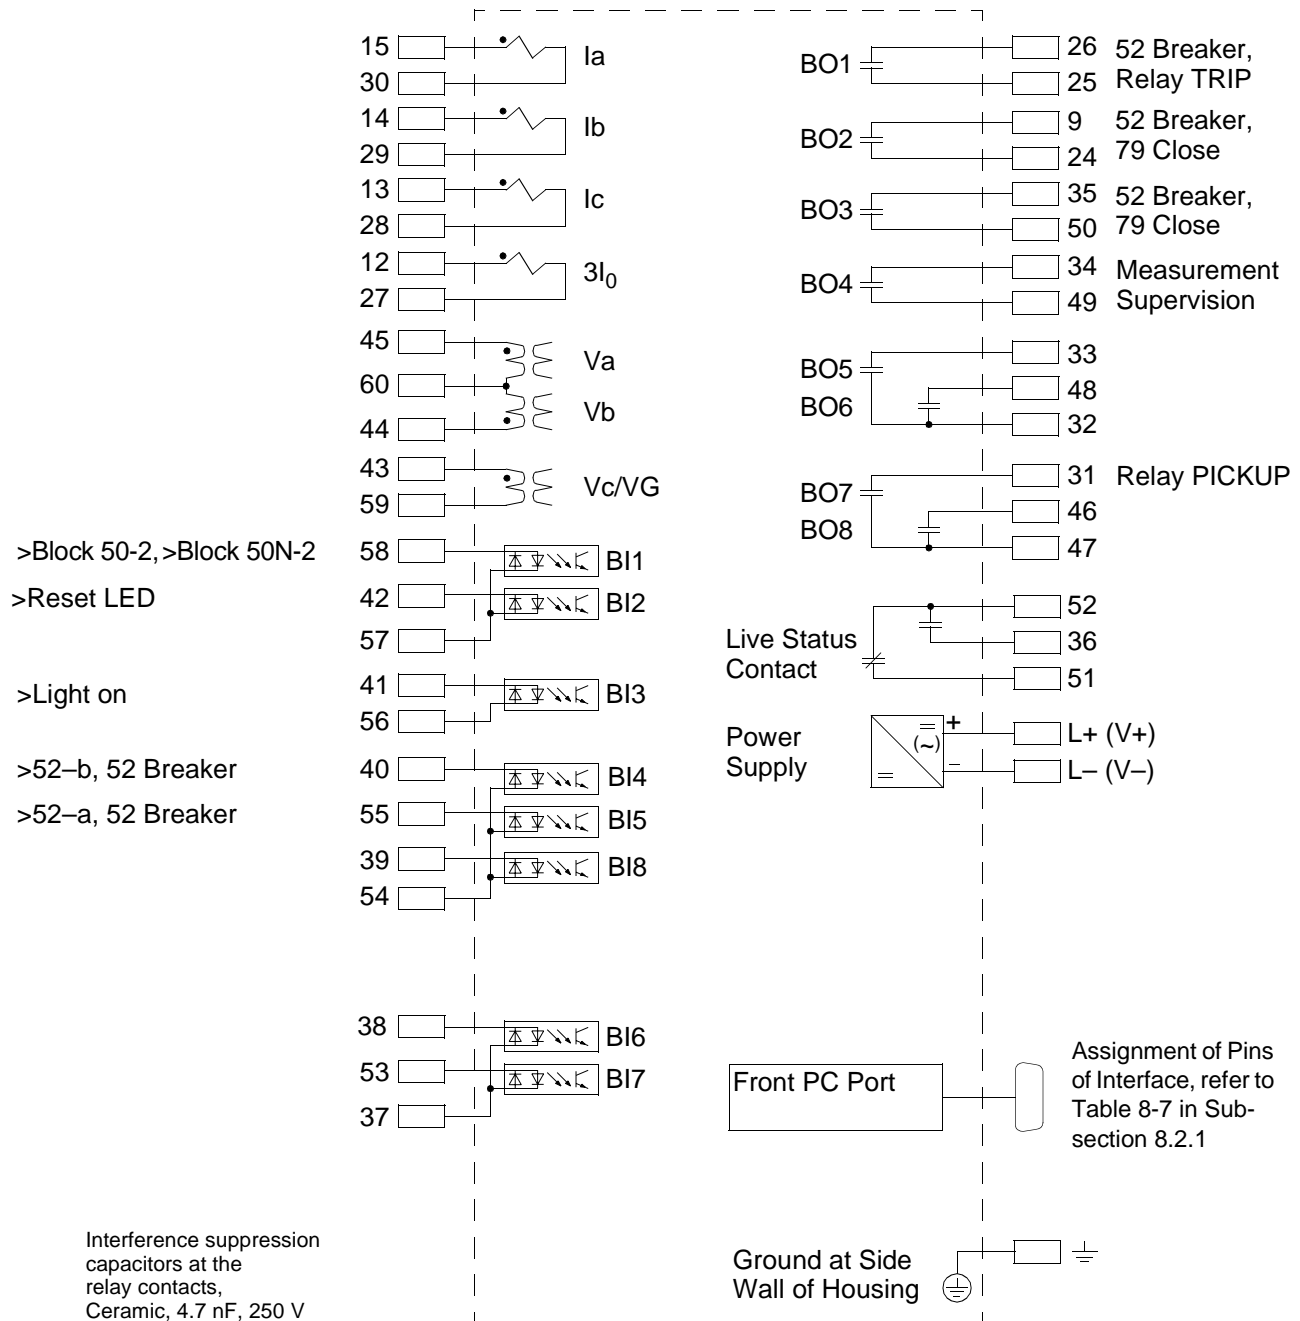 15 Ia
30
14 Ib
29
13 Ic
28
12 3I0
27
45 Va
60
Vb
44
43 Vc/VG
59
>Block 50-2, >Block 50N-2 58 BI1
>Reset LED 42 BI2
57
>Light on 41 BI3
56
>52–b, 52 Breaker 40 BI4
>52–a, 52 Breaker 55 BI5
39 BI8
54
38 BI6
53 BI7
37
Interference suppression
capacitors at the
relay contacts,
Ceramic, 4.7 nF, 250 V
BO1 26 52 Breaker,
25 Relay TRIP
BO2 9 52 Breaker,
24 79 Close
BO3 35 52 Breaker,
50 79 Close
BO4 34 Measurement
49 Supervision
BO5 33
BO6 48
32
BO7 31 Relay PICKUP
BO8 46
47
52
Live Status 36
Contact 51
Power + L+ (V+)
(~)
Supply - L– (V–)
Front PC Port
Assignment of Pins
of Interface, refer to
Table 8-7 in Sub-
section 8.2.1
Ground at Side
Wall of Housing